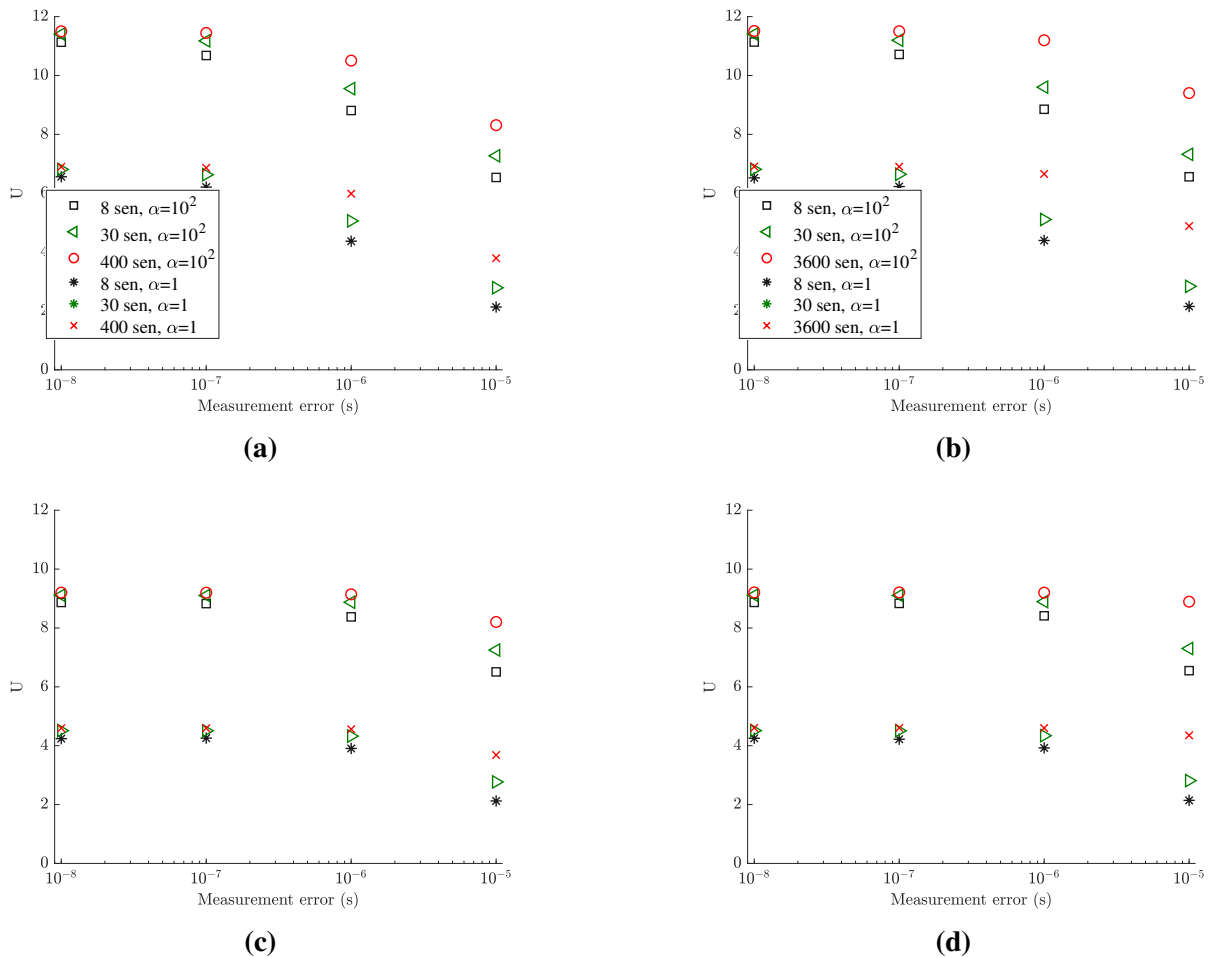 12
10
8
6
4
2
0
U
8 sen, α=10²
30 sen, α=10²
400 sen, α=10²
8 sen, α=1
30 sen, α=1
400 sen, α=1
10⁻⁸ 10⁻⁷ 10⁻⁶ 10⁻⁵
Measurement error (s)
(a)
12
10
8
6
4
2
0
U
8 sen, α=10²
30 sen, α=10²
3600 sen, α=10²
8 sen, α=1
30 sen, α=1
3600 sen, α=1
10⁻⁸ 10⁻⁷ 10⁻⁶ 10⁻⁵
Measurement error (s)
(b)
12
10
8
6
4
2
0
U
10⁻⁸ 10⁻⁷ 10⁻⁶ 10⁻⁵
Measurement error (s)
(c)
12
10
8
6
4
2
0
U
10⁻⁸ 10⁻⁷ 10⁻⁶ 10⁻⁵
Measurement error (s)
(d)